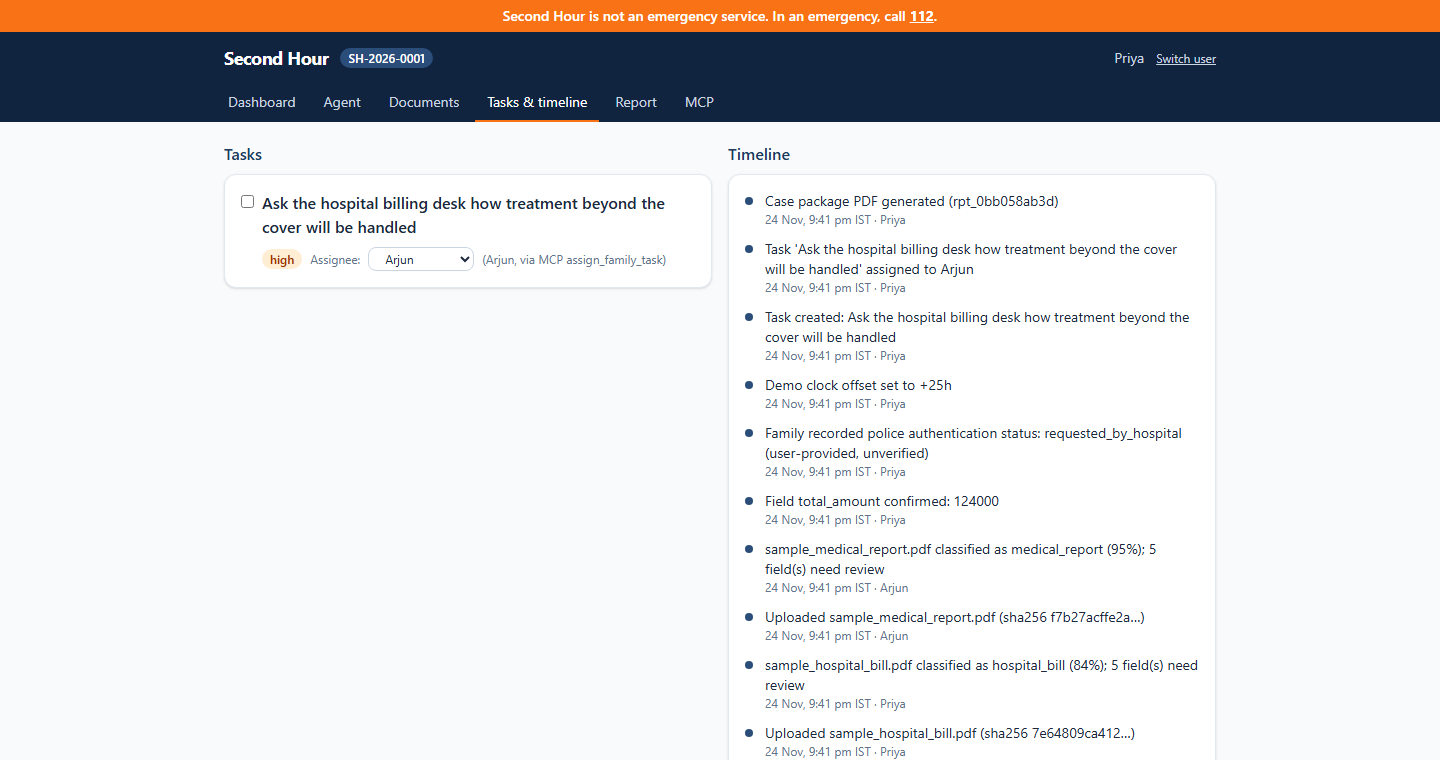 Second Hour is not an emergency service. In an emergency, call 112.
Second Hour SH-2026-0001
Priya Switch user
Dashboard Agent Documents Tasks & timeline Report MCP
Tasks
Ask the hospital billing desk how treatment beyond the
cover will be handled
high Assignee: Arjun (Arjun, via MCP assign_family_task)
Timeline
Case package PDF generated (rpt_0bb058ab3d)
24 Nov, 9:41 pm IST · Priya
Task 'Ask the hospital billing desk how treatment beyond the cover
will be handled' assigned to Arjun
24 Nov, 9:41 pm IST · Priya
Task created: Ask the hospital billing desk how treatment beyond the
cover will be handled
24 Nov, 9:41 pm IST · Priya
Demo clock offset set to +25h
24 Nov, 9:41 pm IST · Priya
Family recorded police authentication status: requested_by_hospital
(user-provided, unverified)
24 Nov, 9:41 pm IST · Priya
Field total_amount confirmed: 124000
24 Nov, 9:41 pm IST · Priya
sample_medical_report.pdf classified as medical_report (95%); 5
field(s) need review
24 Nov, 9:41 pm IST · Arjun
Uploaded sample_medical_report.pdf (sha256 f7b27acffe2a…)
24 Nov, 9:41 pm IST · Arjun
sample_hospital_bill.pdf classified as hospital_bill (84%); 5 field(s) need
review
24 Nov, 9:41 pm IST · Priya
Uploaded sample_hospital_bill.pdf (sha256 7e64809ca412…)
24 Nov, 9:41 pm IST · Priya